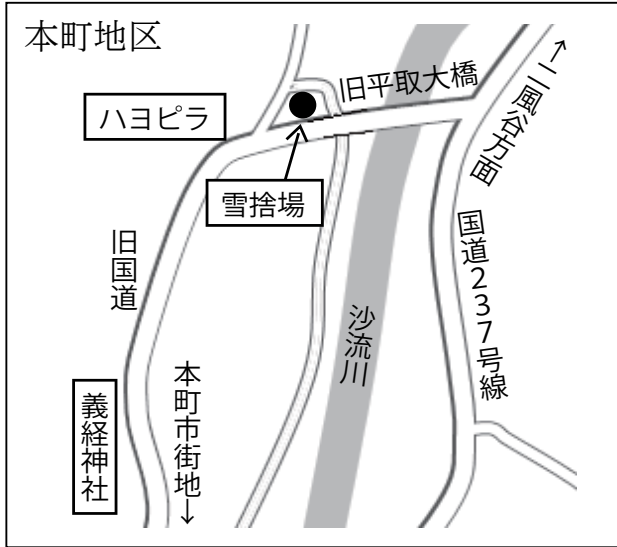 本町地区
旧平取大橋
←二風谷方面
ハヨピラ
雪捨場
旧国道
国道237号線
沙流川
本町市街地→
義経神社